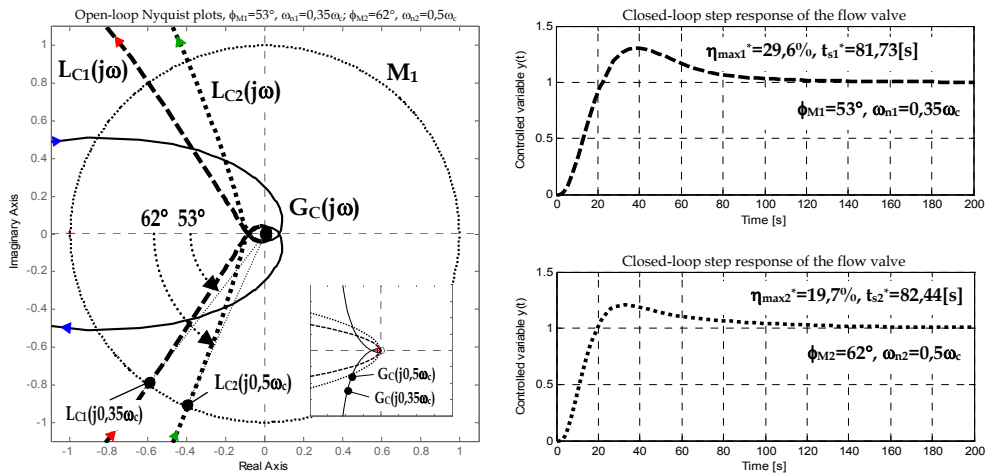 Open-loop Nyquist plots, ϕM1=53°, ωn1=0,35ωc; ϕM2=62°, ωn2=0,5ωc
Imaginary Axis
1
0.8
0.6
0.4
0.2
0
-0.2
-0.4
-0.6
-0.8
-1
LC1(jω)
LC2(jω)
M1
GC(jω)
62° 53°
LC1(j0,35ωc)
LC2(j0,5ωc)
GC(j0,5ωc)
GC(j0,35ωc)
-1 -0.8 -0.6 -0.4 -0.2 0 0.2 0.4 0.6 0.8 1
Real Axis
Closed-loop step response of the flow valve
Controlled variable y(t)
1.5
1
0.5
0
ηmax1*=29,6%, ts1*=81,73[s]
ϕM1=53°, ωn1=0,35ωc
0 20 40 60 80 100 120 140 160 180 200
Time [s]
Closed-loop step response of the flow valve
Controlled variable y(t)
1.5
1
0.5
0
ηmax2*=19,7%, ts2*=82,44[s]
ϕM2=62°, ωn2=0,5ωc
0 20 40 60 80 100 120 140 160 180 200
Time [s]